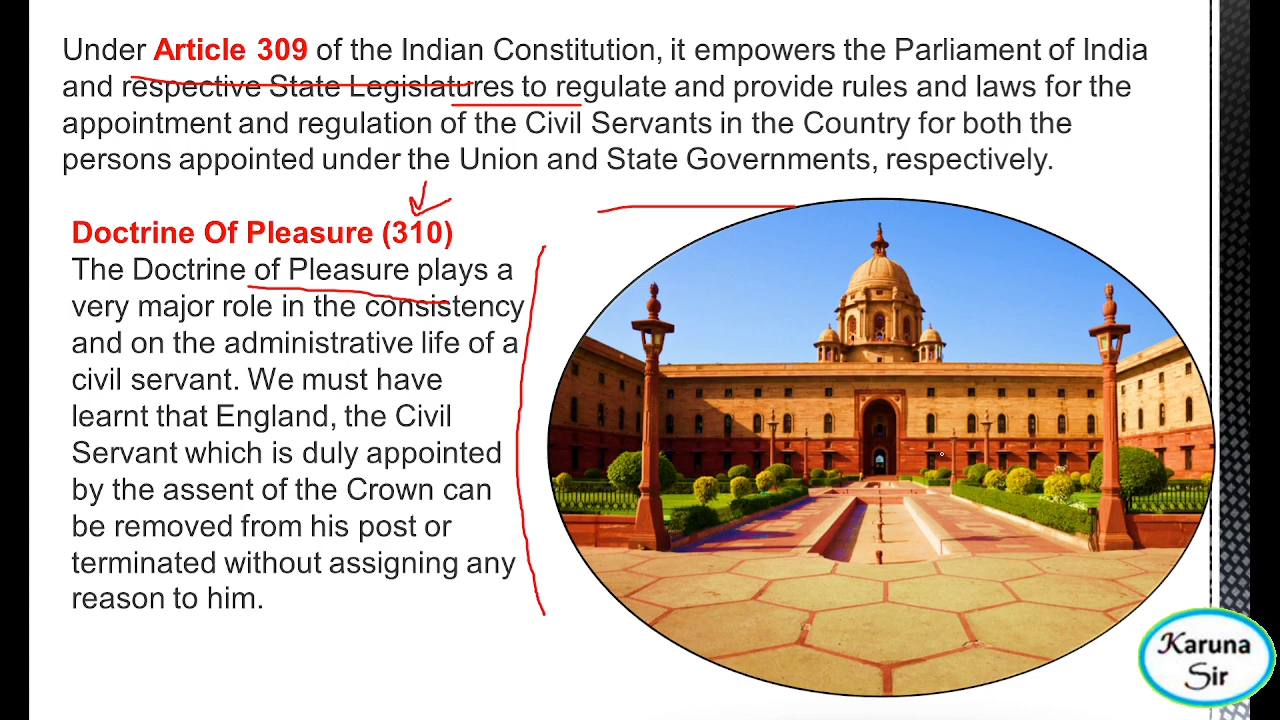 Under Article 309 of the Indian Constitution, it empowers the Parliament of India
and respective State Legislatures to regulate and provide rules and laws for the
appointment and regulation of the Civil Servants in the Country for both the
persons appointed under the Union and State Governments, respectively.
Doctrine Of Pleasure (310)
The Doctrine of Pleasure plays a
very major role in the consistency
and on the administrative life of a
civil servant. We must have
learnt that England, the Civil
Servant which is duly appointed
by the assent of the Crown can
be removed from his post or
terminated without assigning any
reason to him.
Karuna
Sir